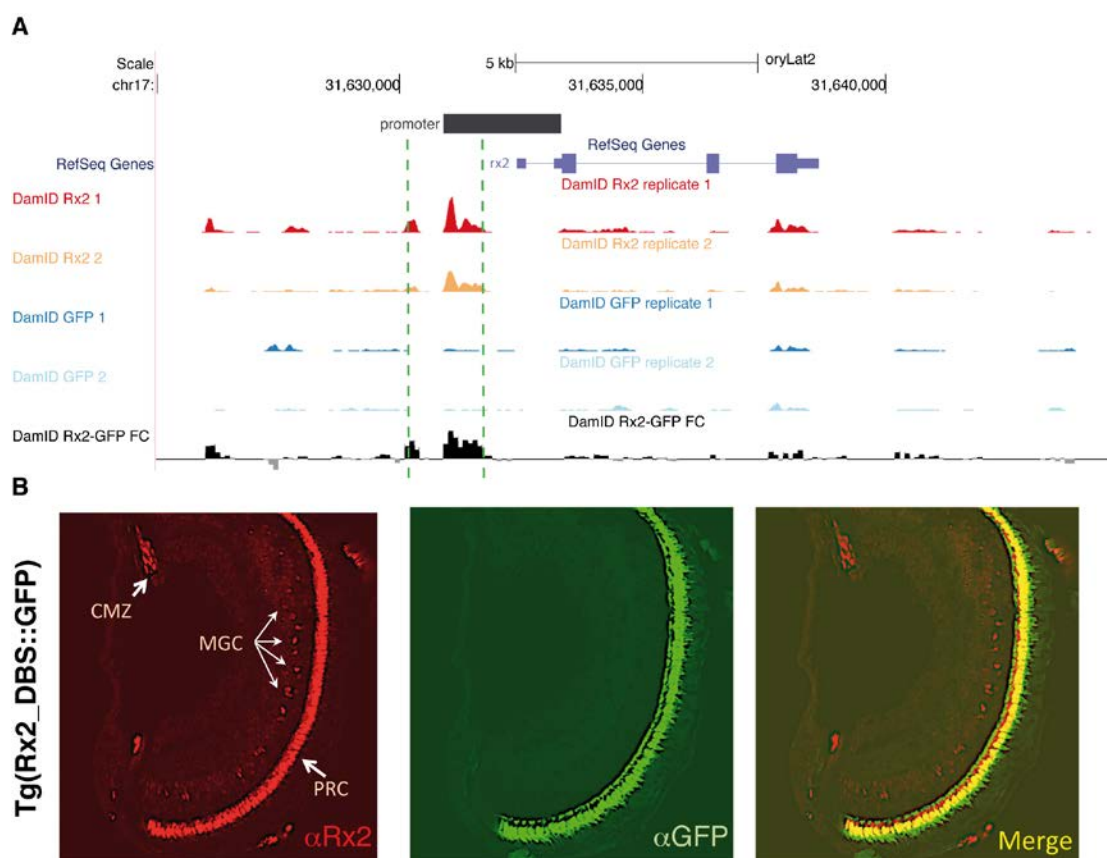 A
Scale
5 kb
oryLat2
chr17:
31,630,000
31,635,000
31,640,000
promoter
RefSeq Genes
rx2
RefSeq Genes
DamID Rx2 1
DamID Rx2 replicate 1
DamID Rx2 2
DamID Rx2 replicate 2
DamID GFP 1
DamID GFP replicate 1
DamID GFP 2
DamID GFP replicate 2
DamID Rx2-GFP FC
DamID Rx2-GFP FC
B
Tg(Rx2_DBS::GFP)
CMZ
MGC
PRC
αRx2
αGFP
Merge